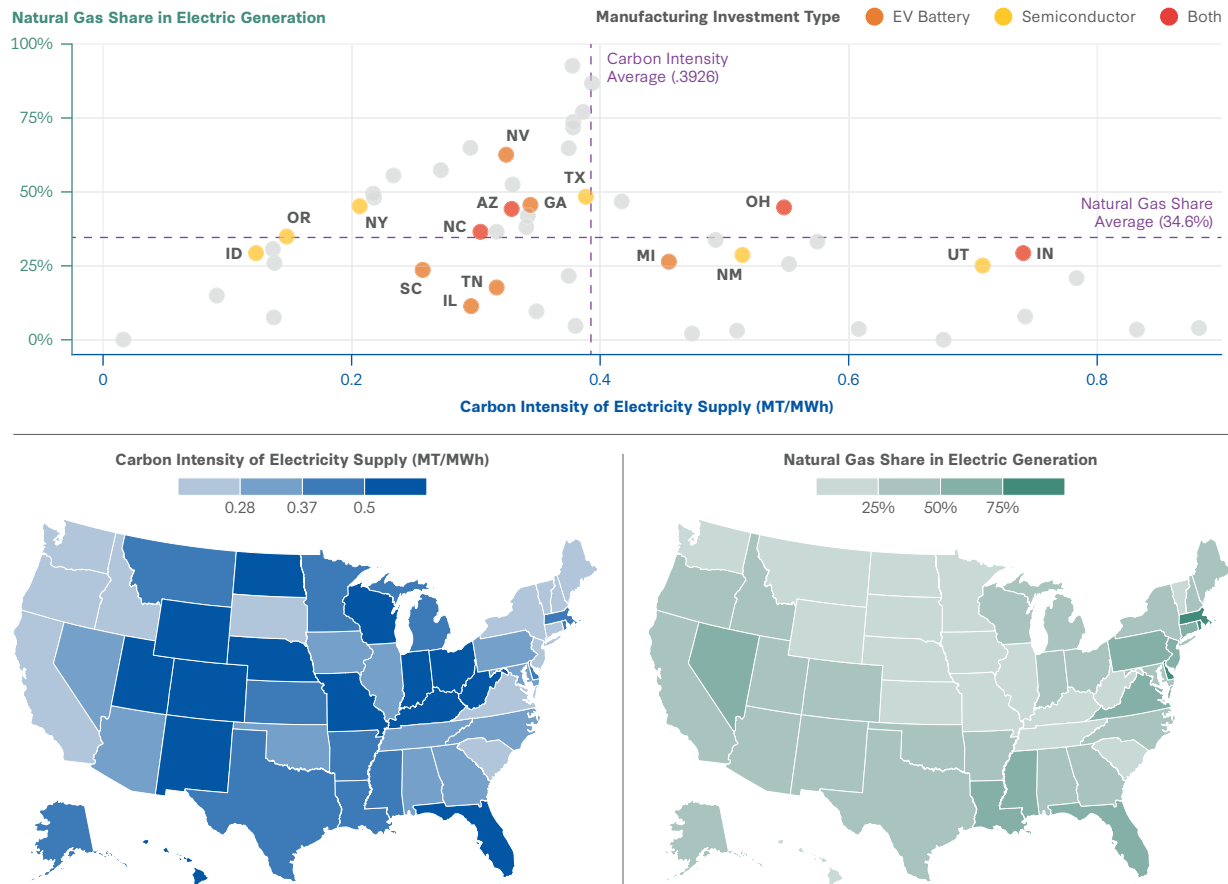 Natural Gas Share in Electric Generation
Manufacturing Investment Type
EV Battery
Semiconductor
Both
100%
75%
50%
25%
0%
Carbon Intensity
Average (.3926)
Natural Gas Share
Average (34.6%)
NV
TX
AZ
GA
NY
OR
NC
ID
SC
TN
IL
OH
MI
NM
UT
IN
0
0.2
0.4
0.6
0.8
Carbon Intensity of Electricity Supply (MT/MWh)
Carbon Intensity of Electricity Supply (MT/MWh)
0.28
0.37
0.5
Natural Gas Share in Electric Generation
25%
50%
75%